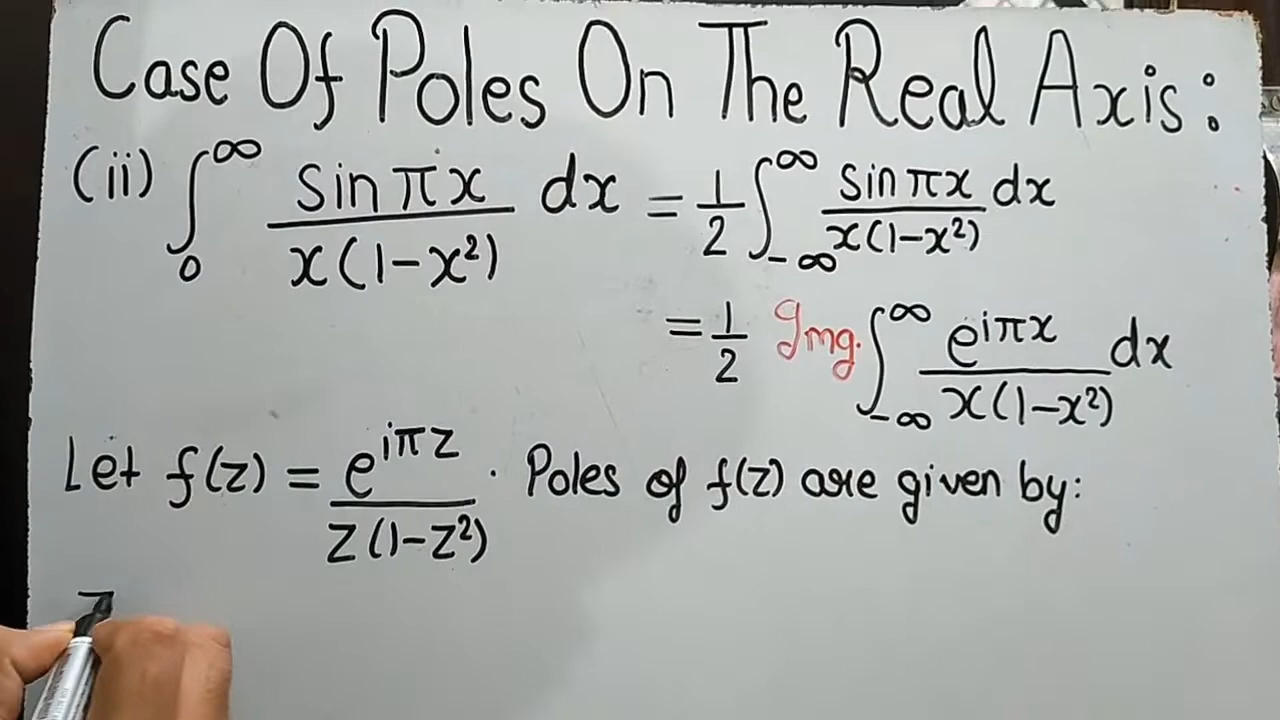 Case Of Poles On The Real Axis:
(ii) ∫₀^∞ sin πx / x(1-x²) dx = 1/2 ∫_{-∞}^∞ sin πx / x(1-x²) dx
= 1/2 Img. ∫_{-∞}^∞ e^{iπx} / x(1-x²) dx
Let f(z) = e^{iπz} / z(1-z²) . Poles of f(z) are given by: